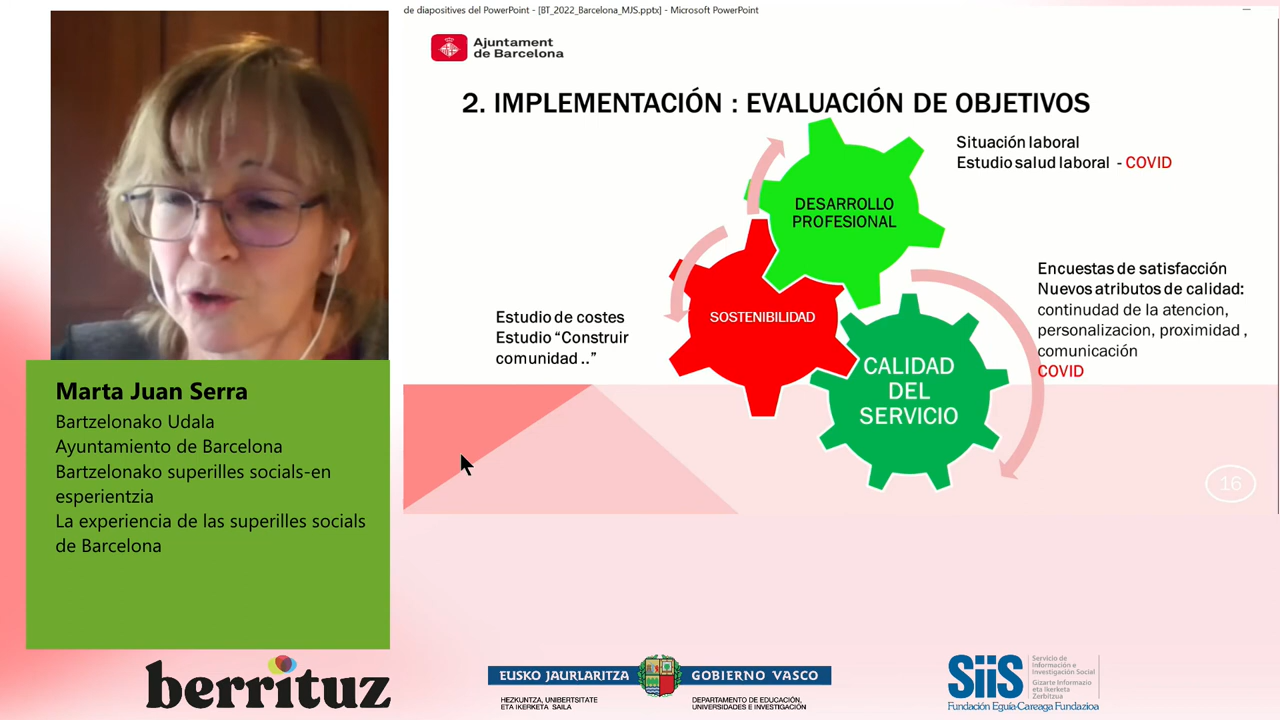 de diapositives del PowerPoint - [BT_2022_Barcelona_MJS.pptx] - Microsoft PowerPoint
Ajuntament
de Barcelona
2. IMPLEMENTACIÓN : EVALUACIÓN DE OBJETIVOS
Situación laboral
Estudio salud laboral - COVID
DESARROLLO
PROFESIONAL
SOSTENIBILIDAD
Estudio de costes
Estudio “Construir
comunidad ..”
CALIDAD
DEL
SERVICIO
Encuestas de satisfacción
Nuevos atributos de calidad:
continudad de la atencion,
personalizacion, proximidad ,
comunicación
COVID
16
Marta Juan Serra
Bartzelonako Udala
Ayuntamiento de Barcelona
Bartzelonako superilles socials-en
esperientzia
La experiencia de las superilles socials
de Barcelona
berrituz
EUSKO JAURLARITZA
GOBIERNO VASCO
HEZKUNTZA, UNIBERTSITATE
ETA IKERKETA SAILA
DEPARTAMENTO DE EDUCACIÓN,
UNIVERSIDADES E INVESTIGACIÓN
SiiS
Servicio de
Información e
Investigación Social
Gizarte Informazio
eta Ikerketa
Zerbitzua
Fundación Eguía-Careaga Fundazioa